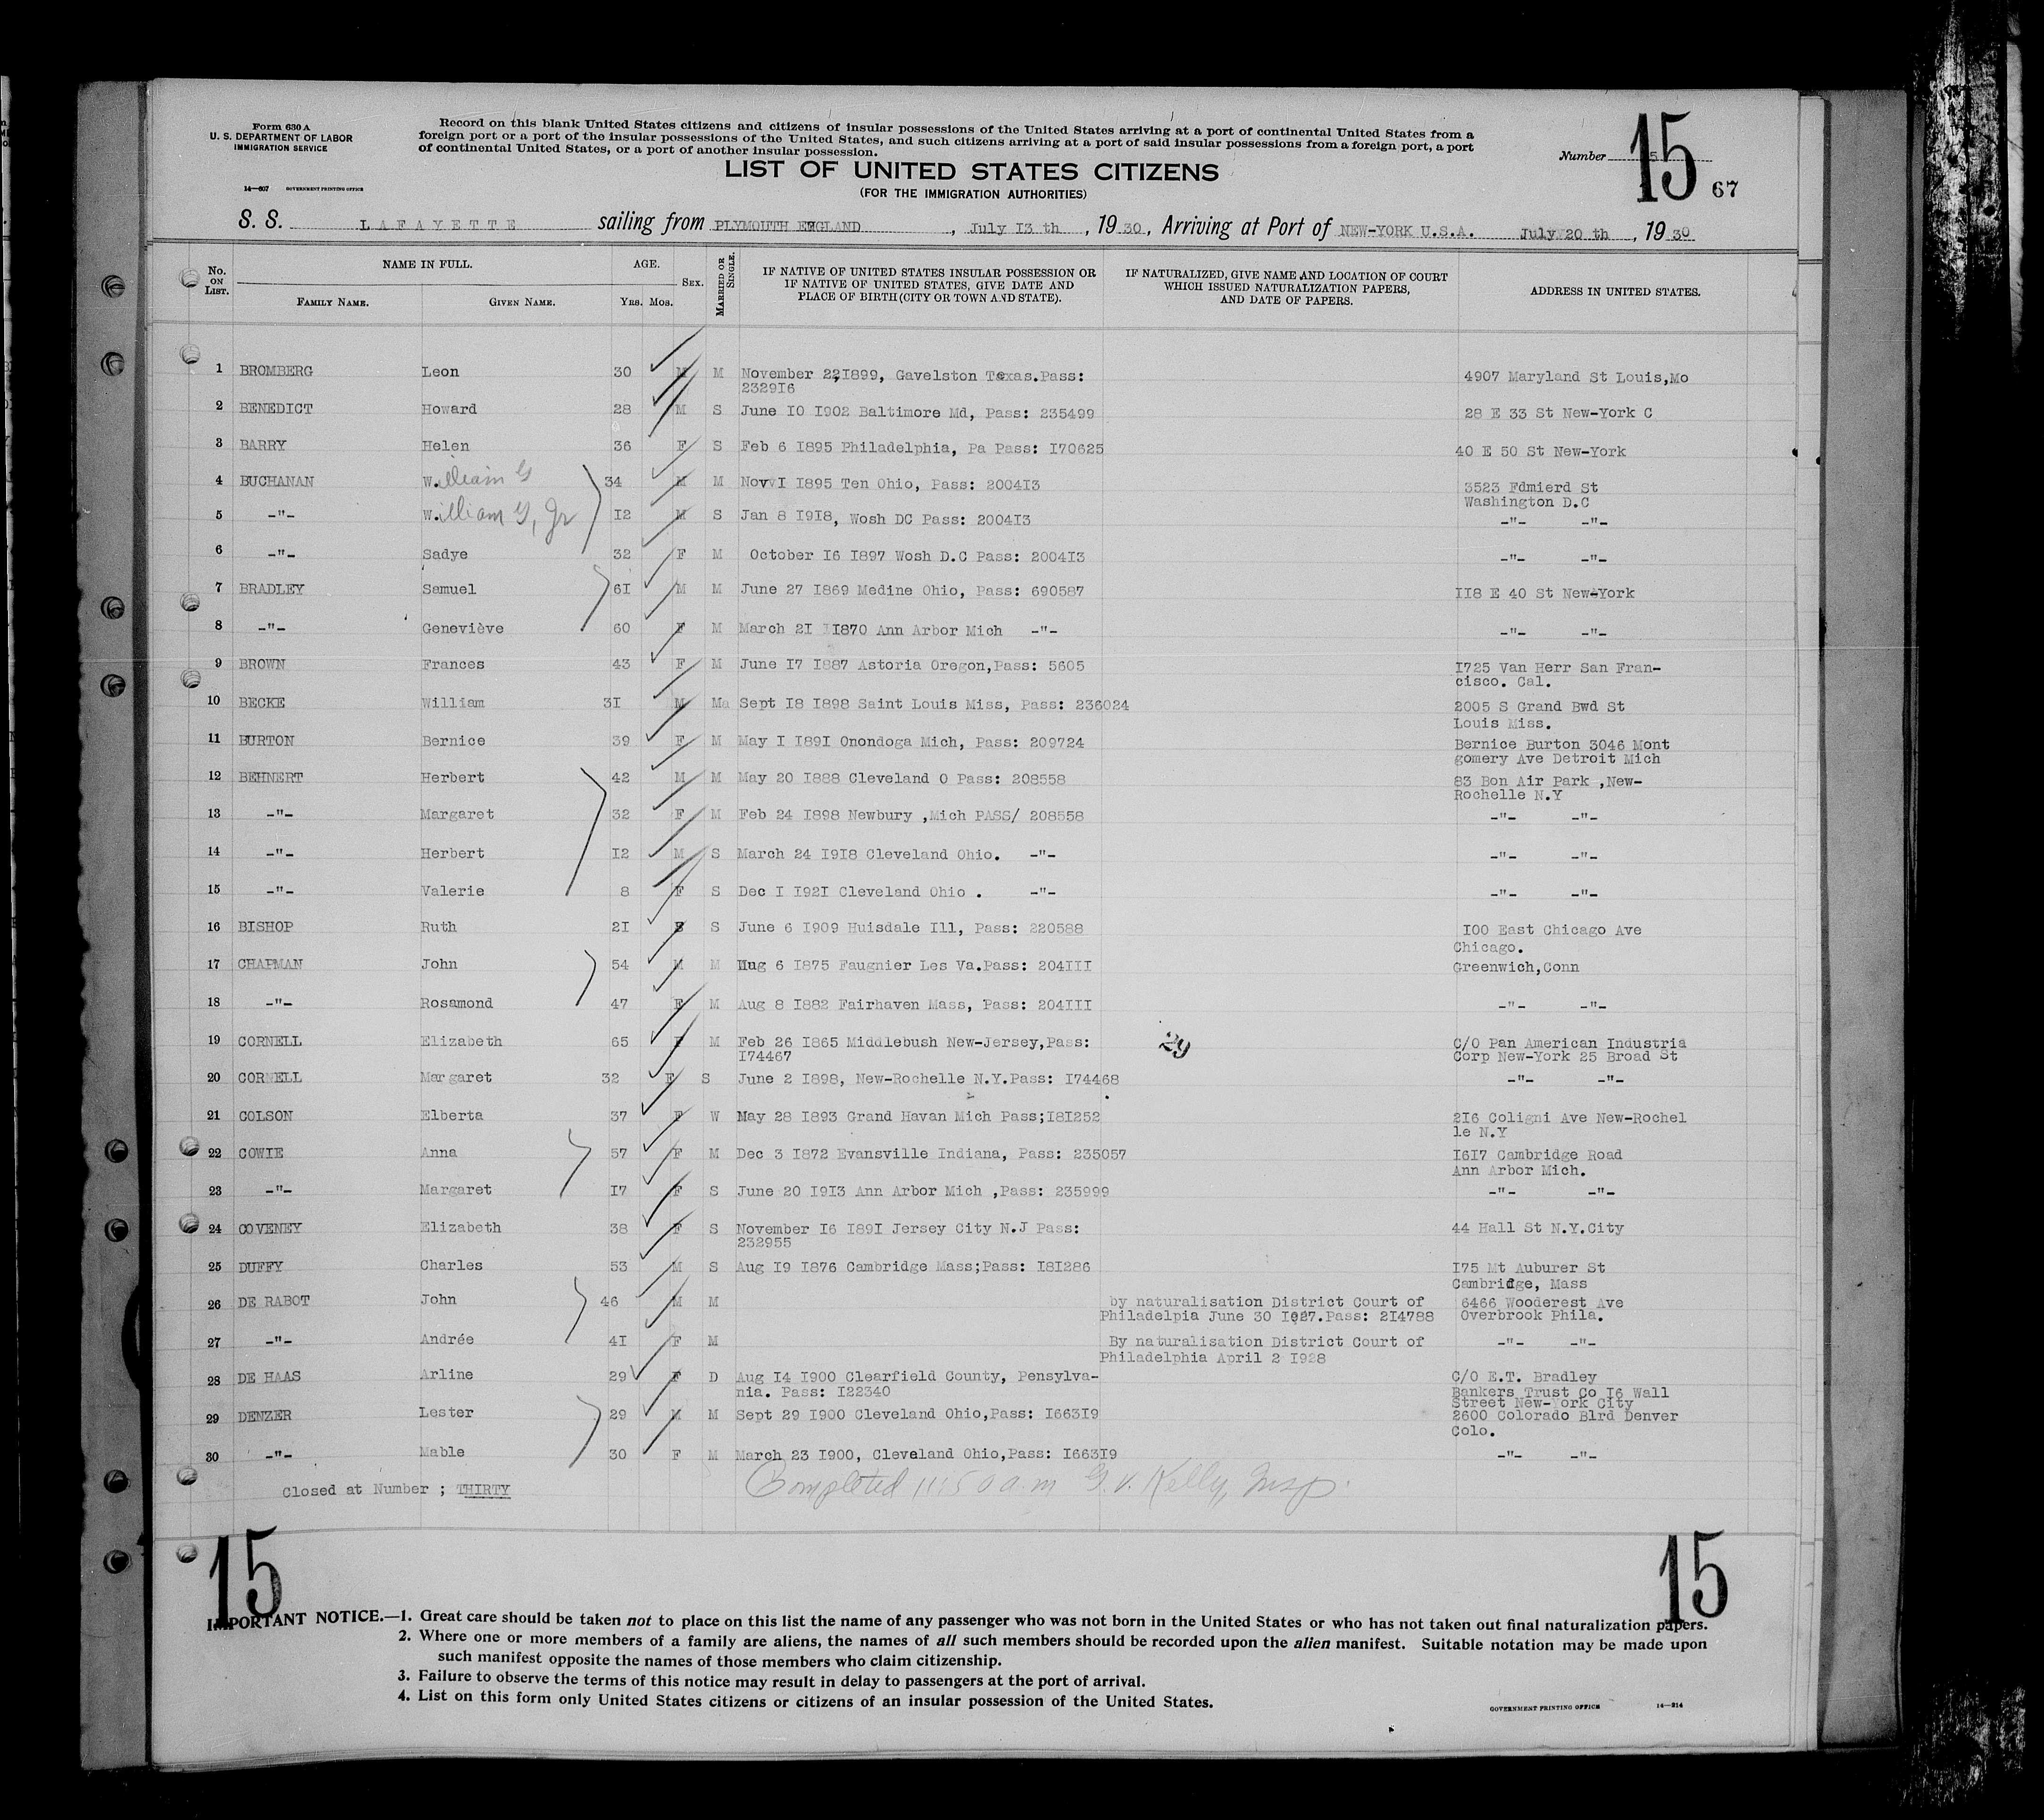 Form 630 A
U. S. DEPARTMENT OF LABOR
IMMIGRATION SERVICE
14—607 GOVERNMENT PRINTING OFFICE
Record on this blank United States citizens and citizens of insular possessions of the United States arriving at a port of continental United States from a
foreign port or a port of the insular possessions of the United States, and such citizens arriving at a port of said insular possessions from a foreign port, a port
of continental United States, or a port of another insular possession.
LIST OF UNITED STATES CITIZENS
(FOR THE IMMIGRATION AUTHORITIES)
Number 15
67
S. S. LAFAYETTE sailing from PLYMOUTH ENGLAND, July I3 th, 19 30, Arriving at Port of NEW-YORK U.S.A. July 20 th, 19 30
No. ON LIST. NAME IN FULL. FAMILY NAME. GIVEN NAME. AGE. YRS. MOS. SEX. MARRIED OR SINGLE. IF NATIVE OF UNITED STATES INSULAR POSSESSION OR IF NATIVE OF UNITED STATES, GIVE DATE AND PLACE OF BIRTH (CITY OR TOWN AND STATE). IF NATURALIZED, GIVE NAME AND LOCATION OF COURT WHICH ISSUED NATURALIZATION PAPERS, AND DATE OF PAPERS. ADDRESS IN UNITED STATES.
1 BROMBERG Leon 30 M M November 22,I899, Gavelston Texas.Pass: 4907 Maryland St Louis,Mo
2329I6
2 BENEDICT Howard 28 M S June I0 I902 Baltimore Md, Pass: 235499 28 E 33 St New-York C
3 BARRY Helen 36 F S Feb 6 I895 Philadelphia, Pa Pass: I70625 40 E 50 St New-York
4 BUCHANAN William G 34 M M Nov I I895 Ten Ohio, Pass: 2004I3 3523 Fdmierd St
Washington D.C
5 -"- William G, Jr I2 M S Jan 8 I9I8, Wosh DC Pass: 2004I3 -"- -"-
6 -"- Sadye 32 F M October I6 I897 Wosh D.C Pass: 2004I3 -"- -"-
7 BRADLEY Samuel 6I M M June 27 I869 Medine Ohio, Pass: 690587 II8 E 40 St New-York
8 -"- Geneviève 60 F M March 2I I870 Ann Arbor Mich -"- -"- -"-
9 BROWN Frances 43 F M June I7 I887 Astoria Oregon,Pass: 5605 I725 Van Herr San Fran-
cisco. Cal.
10 BECKE William 3I M Ma Sept I8 I898 Saint Louis Miss, Pass: 236024 2005 S Grand Bwd St
Louis Miss.
11 BURTON Bernice 39 F M May I I89I Onondoga Mich, Pass: 209724 Bernice Burton 3046 Mont
gomery Ave Detroit Mich
12 BEHNERT Herbert 42 M M May 20 I888 Cleveland O Pass: 208558 83 Bon Air Park ,New-
Rochelle N.Y
13 -"- Margaret 32 F M Feb 24 I898 Newbury ,Mich PASS/ 208558 -"- -"-
14 -"- Herbert I2 M S March 24 I9I8 Cleveland Ohio. -"- -"- -"-
15 -"- Valerie 8 F S Dec I I92I Cleveland Ohio . -"- -"- -"-
16 BISHOP Ruth 2I S June 6 I909 Huisdale Ill, Pass: 220588 I00 East Chicago Ave
Chicago.
17 CHAPMAN John 54 M M Aug 6 I875 Faugnier Les Va.Pass: 204III Greenwich,Conn
18 -"- Rosamond 47 F M Aug 8 I882 Fairhaven Mass, Pass: 204III -"- -"-
19 CORNELL Elizabeth 65 F M Feb 26 I865 Middlebush New-Jersey,Pass: 29 C/O Pan American Industria
I74467 Corp New-York 25 Broad St
20 CORNELL Margaret 32 F S June 2 I898, New-Rochelle N.Y.Pass: I74468 -"- -"-
21 COLSON Elberta 37 F W May 28 I893 Grand Havan Mich Pass;I8I252 2I6 Coligni Ave New-Rochel
le N.Y
22 COWIE Anna 57 F M Dec 3 I872 Evansville Indiana, Pass: 235057 I6I7 Cambridge Road
Ann Arbor Mich.
23 -"- Margaret I7 F S June 20 I9I3 Ann Arbor Mich ,Pass: 235999 -"- -"-
24 COVENEY Elizabeth 38 F S November I6 I89I Jersey City N.J Pass: 44 Hall St N.Y.City
232955
25 DUFFY Charles 53 M S Aug I9 I876 Cambridge Mass;Pass: I8I286 I75 Mt Auburer St
Cambridge, Mass
26 DE RABOT John 46 M M by naturalisation District Court of 6466 Wooderest Ave
Philadelpia June 30 I927.Pass: 2I4788 Overbrook Phila.
27 -"- Andrée 4I F M By naturalisation District Court of -"- -"-
Philadelphia April 2 I928
28 DE HAAS Arline 29 F D Aug I4 I900 Clearfield County, Pensylva- C/O E.T. Bradley
nia. Pass: I22340 Bankers Trust Co I6 Wall
Street New-York City
29 DENZER Lester 29 M M Sept 29 I900 Cleveland Ohio,Pass: I663I9 2600 Colorado Blrd Denver
Colo.
30 -"- Mable 30 F M March 23 I900, Cleveland Ohio,Pass: I663I9 -"- -"-
Closed at Number ; THIRTY
Completed 11:50 a.m G. V. Kelly, Insp.
15 15
IMPORTANT NOTICE.—1. Great care should be taken not to place on this list the name of any passenger who was not born in the United States or who has not taken out final naturalization papers.
2. Where one or more members of a family are aliens, the names of all such members should be recorded upon the alien manifest. Suitable notation may be made upon
such manifest opposite the names of those members who claim citizenship.
3. Failure to observe the terms of this notice may result in delay to passengers at the port of arrival.
4. List on this form only United States citizens or citizens of an insular possession of the United States.
GOVERNMENT PRINTING OFFICE 14—214